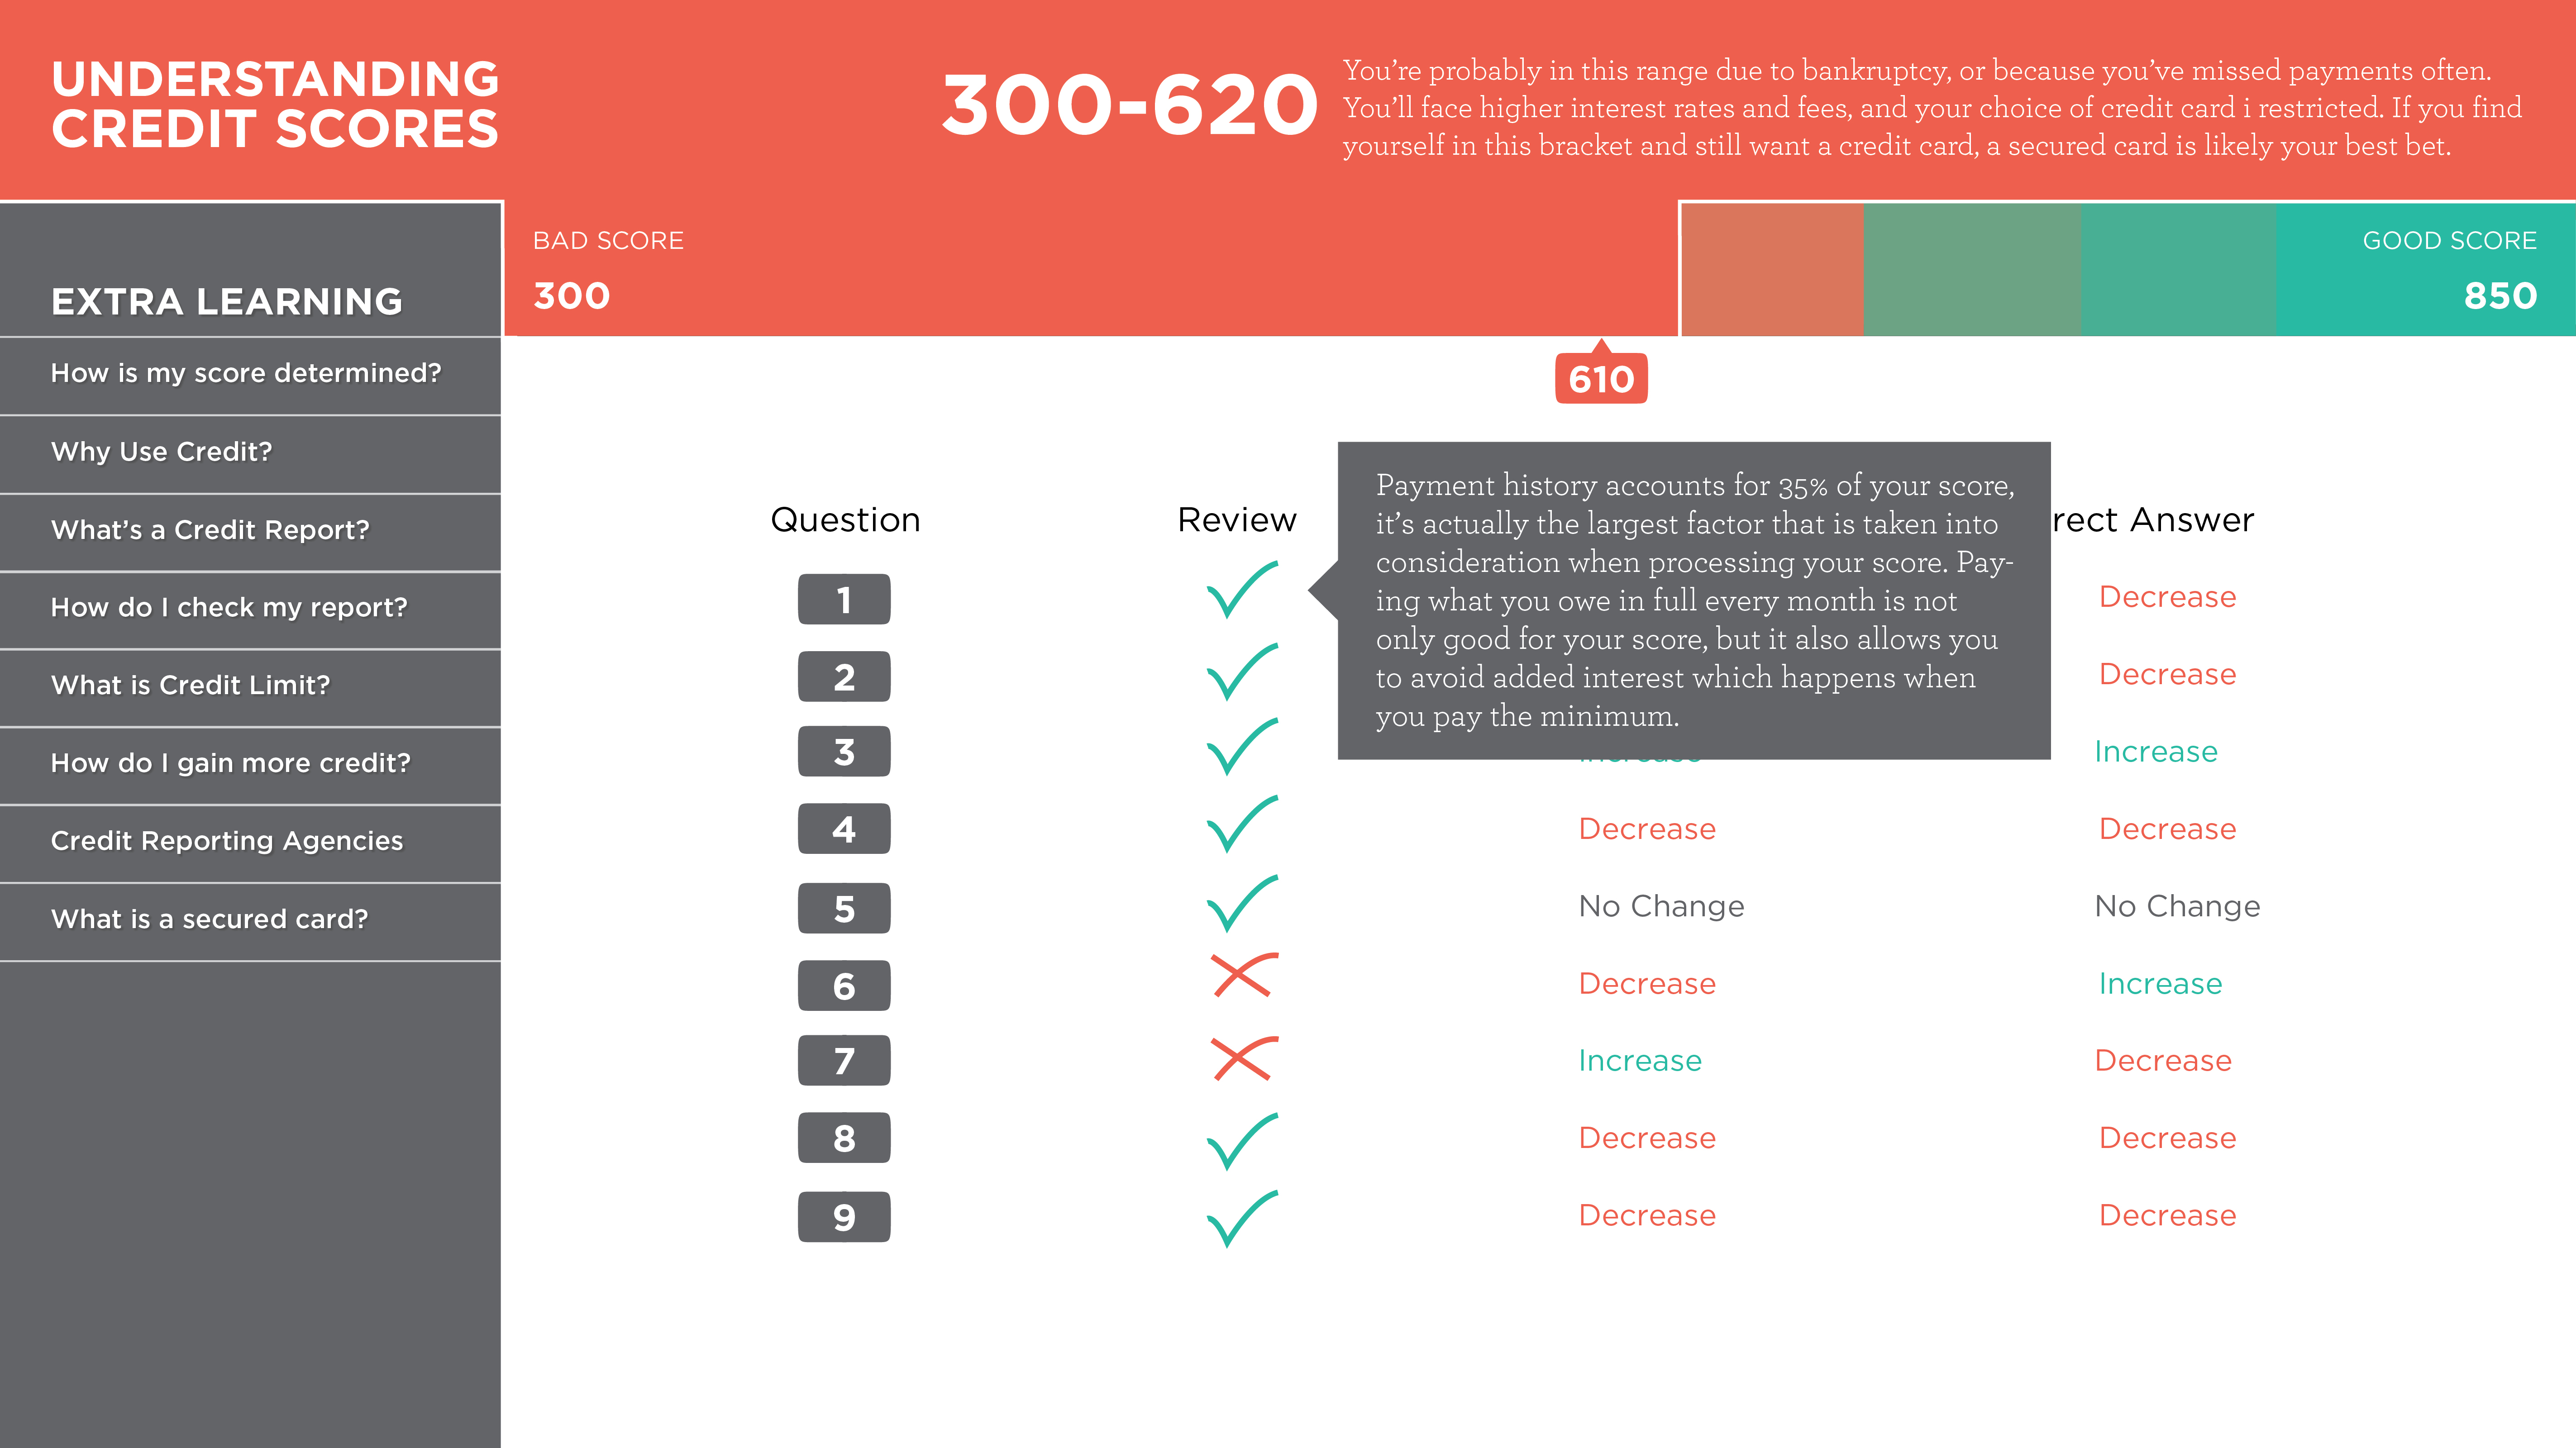 UNDERSTANDING
CREDIT SCORES
300-620
You're probably in this range due to bankruptcy, or because you've missed payments often.
You'll face higher interest rates and fees, and your choice of credit card i restricted. If you find
yourself in this bracket and still want a credit card, a secured card is likely your best bet.
BAD SCORE
300
GOOD SCORE
850
610
EXTRA LEARNING
How is my score determined?
Why Use Credit?
What's a Credit Report?
How do I check my report?
What is Credit Limit?
How do I gain more credit?
Credit Reporting Agencies
What is a secured card?
Payment history accounts for 35% of your score,
it's actually the largest factor that is taken into
consideration when processing your score. Pay-
ing what you owe in full every month is not
only good for your score, but it also allows you
to avoid added interest which happens when
you pay the minimum.
Question Review rect Answer
1 Decrease
2 Decrease
3 Increase
4 Decrease Decrease
5 No Change No Change
6 Decrease Increase
7 Increase Decrease
8 Decrease Decrease
9 Decrease Decrease